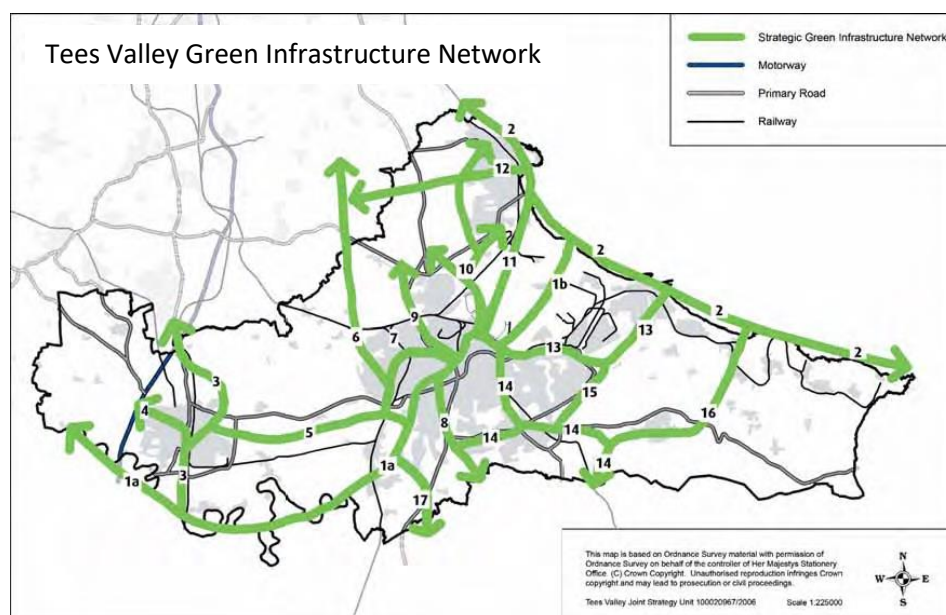 Tees Valley Green Infrastructure Network
Strategic Green Infrastructure Network
Motorway
Primary Road
Railway
2
12
2
11
10
1b
2
13
2
6
7
9
13
2
3
14
15
16
4
5
8
14
14
1a
14
1a
3
17
This map is based on Ordnance Survey material with permission of
Ordnance Survey on behalf of the controller of Her Majestys Stationery
Office (C) Crown Copyright. Unauthorised reproduction infringes Crown
copyright and may lead to prosecution or civil proceedings.
Tees Valley Joint Strategy Unit 100020967/2006 Scale 1:225000
N
W E
S